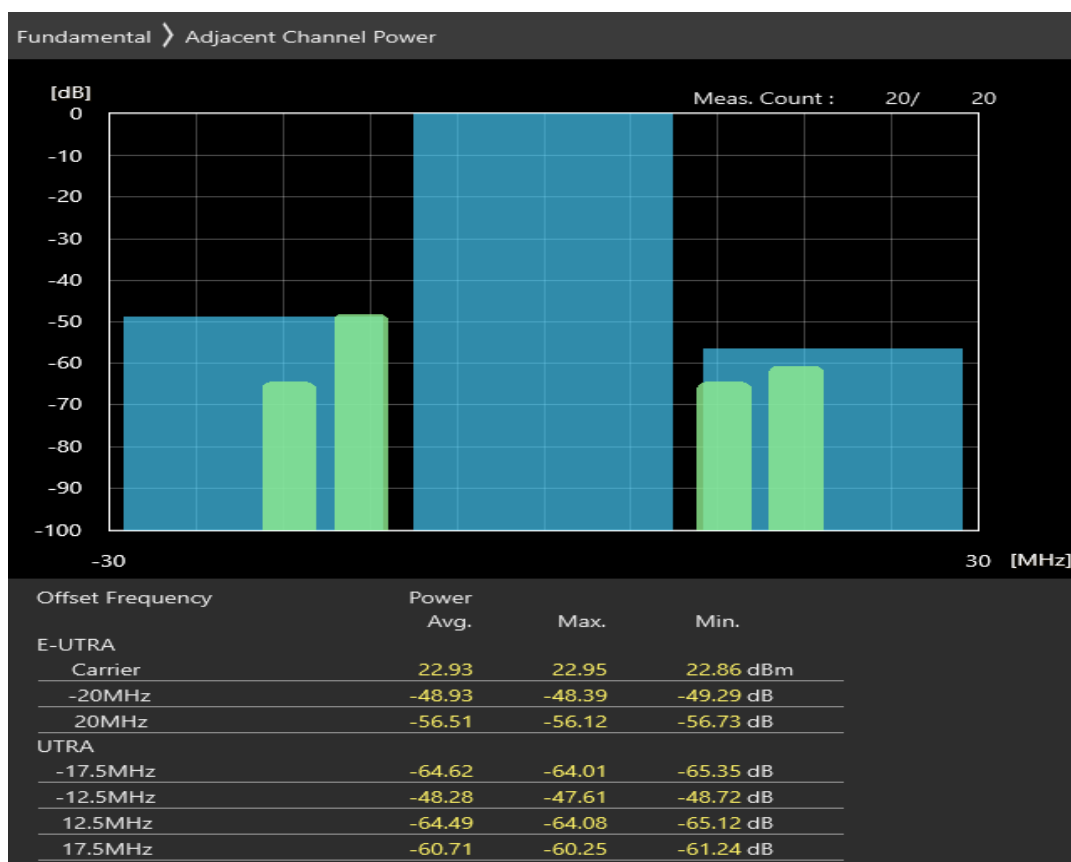 Fundamental ❯ Adjacent Channel Power
[dB]
Meas. Count : 20/ 20
0
-10
-20
-30
-40
-50
-60
-70
-80
-90
-100
-30 30 [MHz]
Offset Frequency Power
Avg. Max. Min.
E-UTRA
Carrier 22.93 22.95 22.86 dBm
-20MHz -48.93 -48.39 -49.29 dB
20MHz -56.51 -56.12 -56.73 dB
UTRA
-17.5MHz -64.62 -64.01 -65.35 dB
-12.5MHz -48.28 -47.61 -48.72 dB
12.5MHz -64.49 -64.08 -65.12 dB
17.5MHz -60.71 -60.25 -61.24 dB